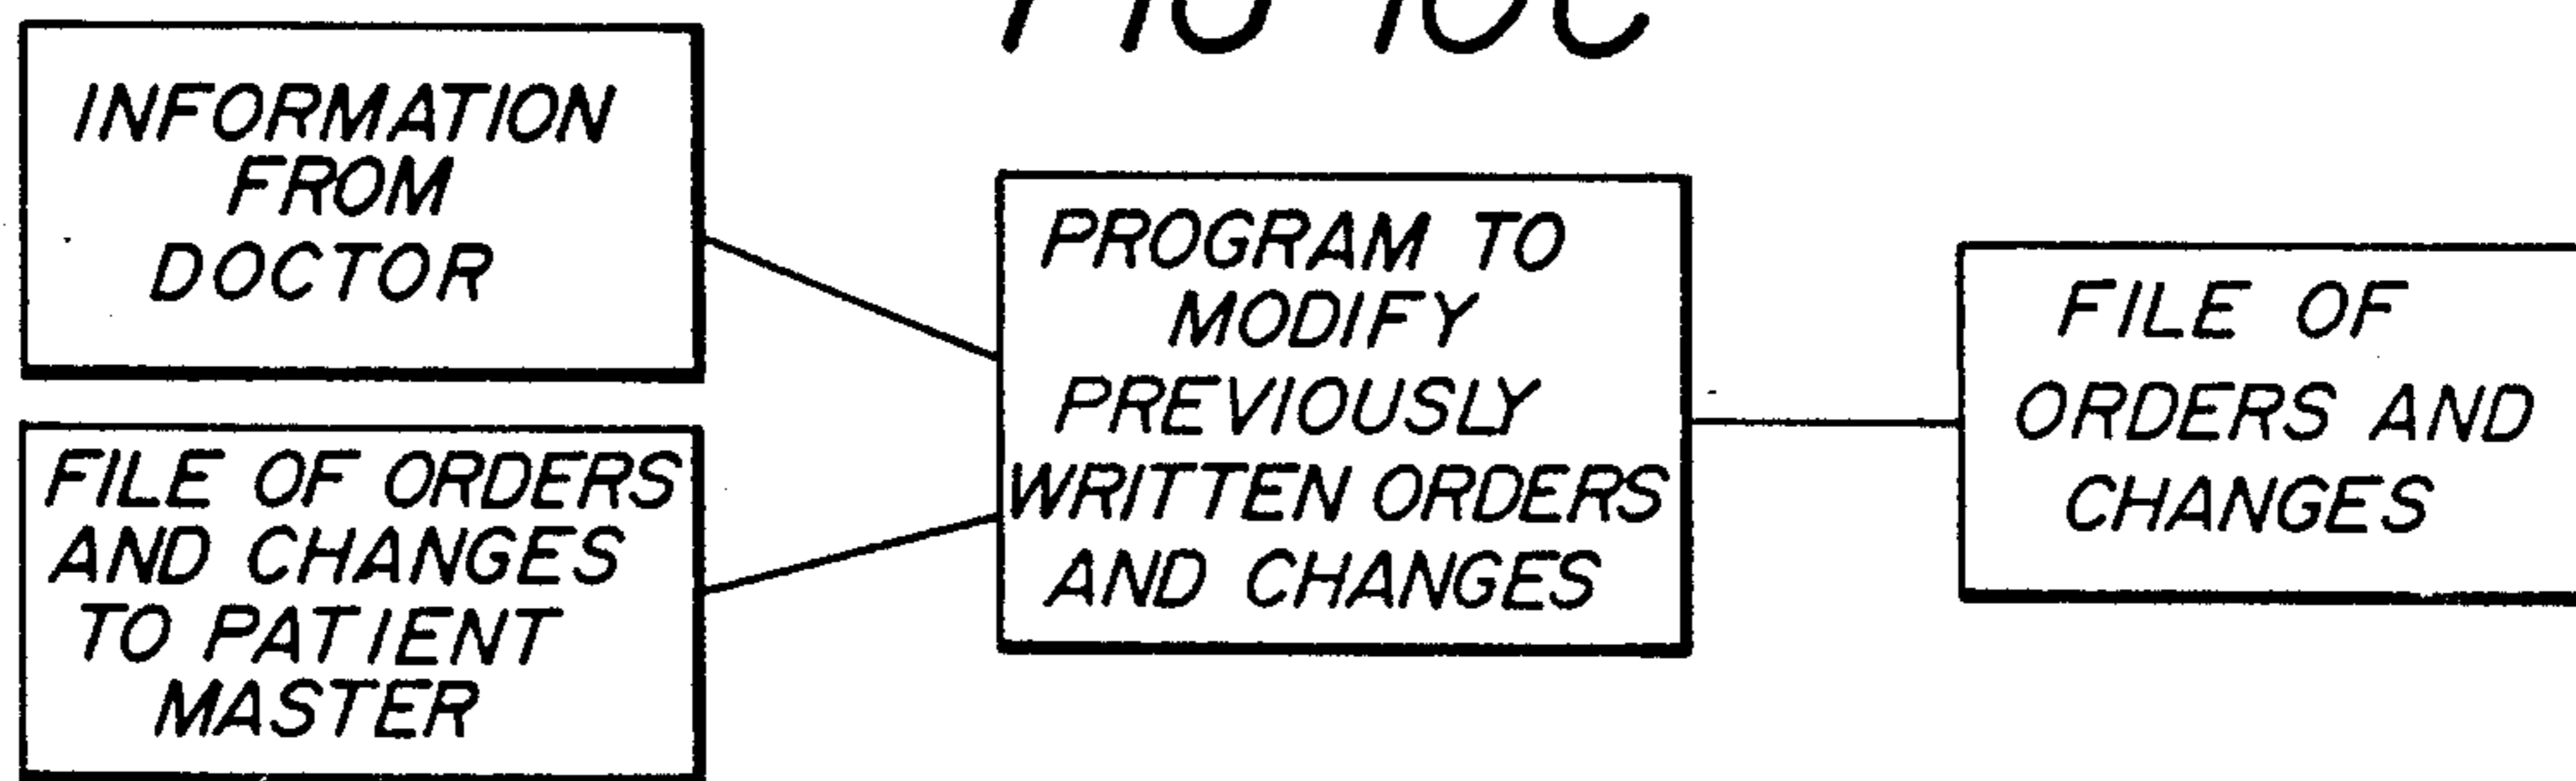 FIG
INFORMATION
FROM
DOCTOR
FILE OF ORDERS
AND CHANGES
TO PATIENT
MASTER
PROGRAM TO
MODIFY
PREVIOUSLY
WRITTEN ORDERS
AND CHANGES
FILE OF
ORDERS AND
CHANGES